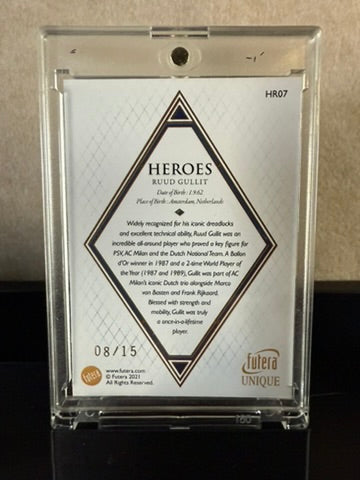 HR07
HEROES
RUUD GULLIT
Date of Birth : 1962
Place of Birth : Amsterdam, Netherlands
Widely recognized for his iconic dreadlocks
and excellent technical ability, Ruud Gullit was an
incredible all-around player who proved a key figure for
PSV, AC Milan and the Dutch National Team. A Ballon
d'Or winner in 1987 and a 2-time World Player of
the Year (1987 and 1989), Gullit was part of AC
Milan's iconic Dutch trio alongside Marco
van Basten and Frank Rijkaard.
Blessed with strength and
mobility, Gullit was truly
a once-in-a-lifetime
player.
08/15
futera
www.futera.com
© Futera 2021
All Rights Reserved.
futera
UNIQUE